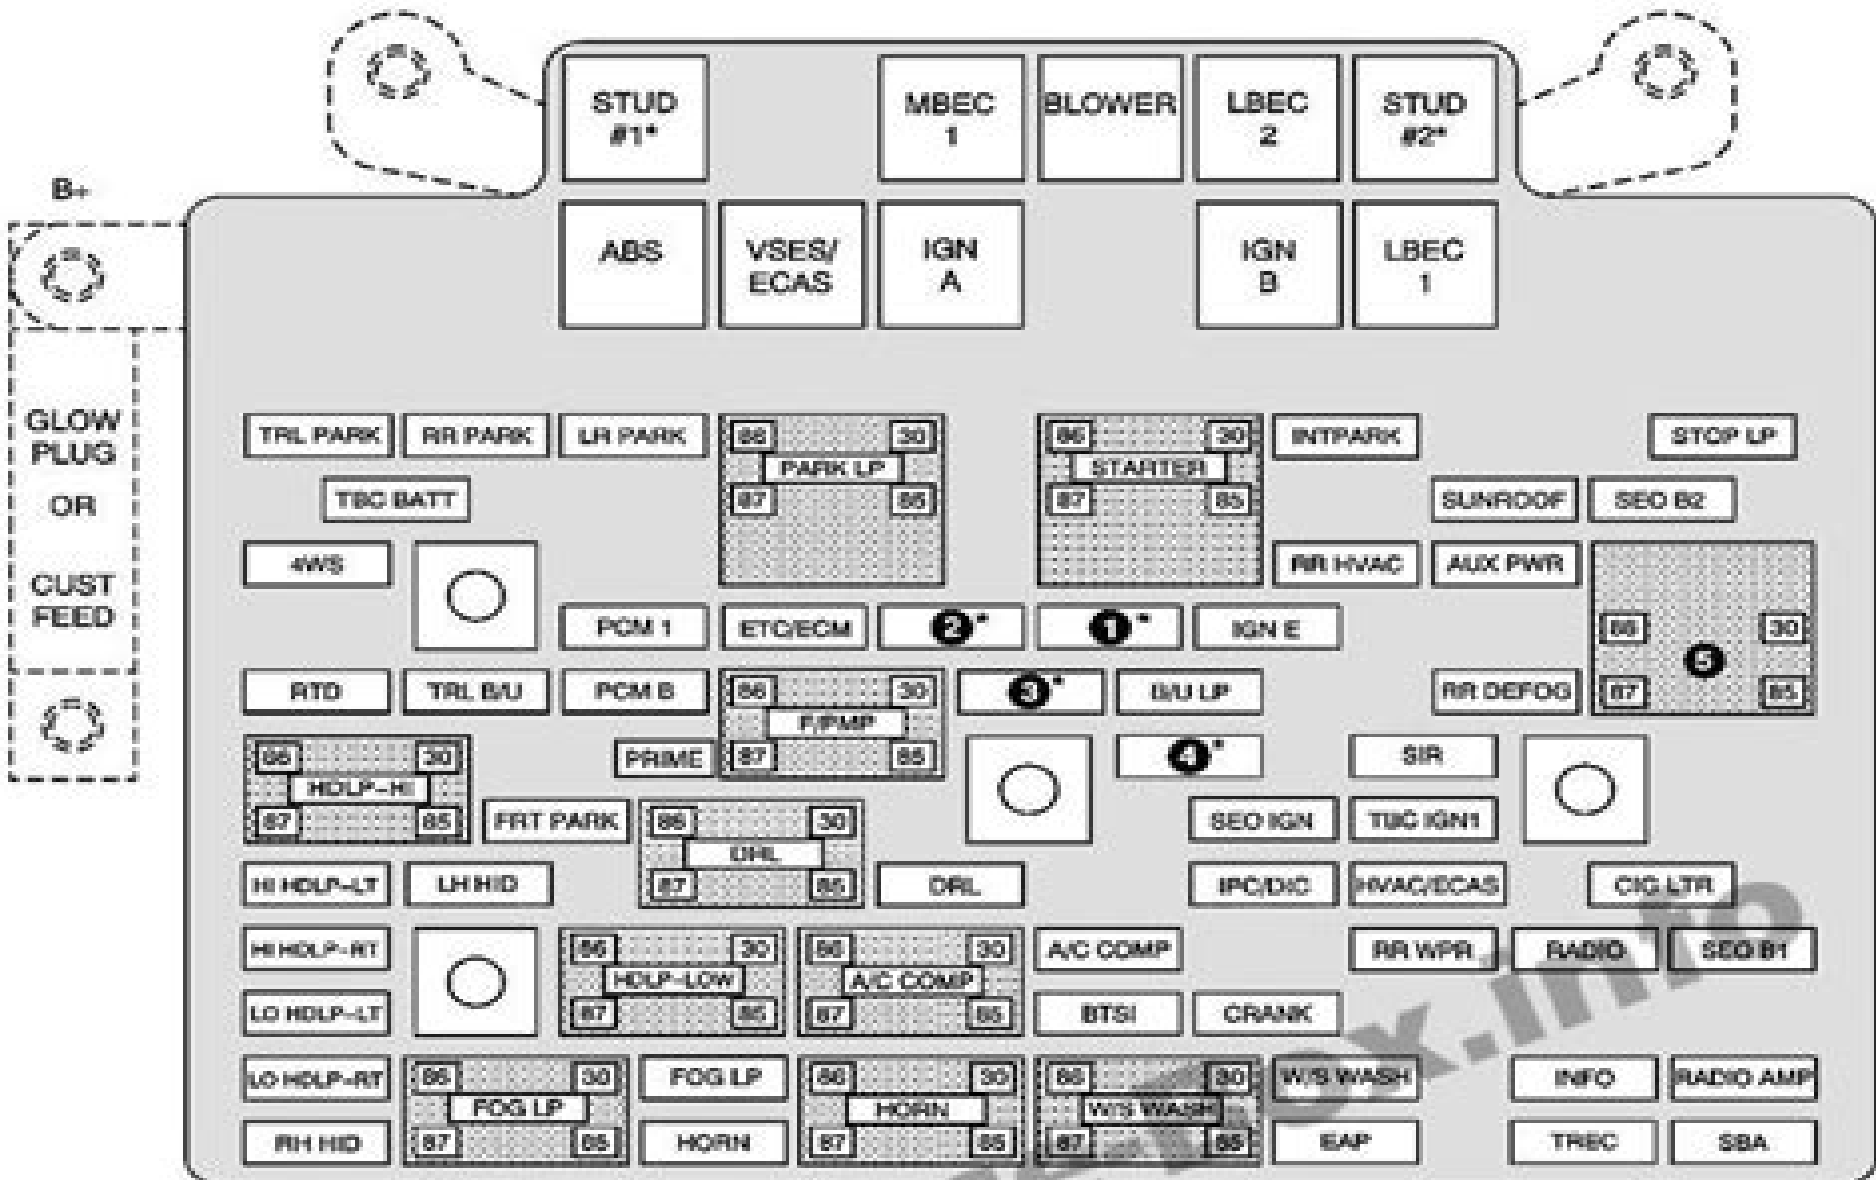 B+
GLOW
PLUG
OR
CUST
FEED
STUD
#1*
MBEC
1
BLOWER
LBEC
2
STUD
#2*
ABS
VSES/
ECAS
IGN
A
IGN
B
LBEC
1
TRL PARK
RR PARK
LR PARK
86
30
PARK LP
87
85
86
30
STARTER
87
85
INTPARK
STOP LP
TBC BATT
SUNROOF
SEO B2
4WS
RR HVAC
AUX PWR
PCM 1
ETC/ECM
2*
1*
IGN E
86
30
5
87
85
RTD
TRL B/U
PCM B
86
30
F/PMP
87
85
3*
B/U LP
RR DEFOG
PRIME
4*
SIR
86
30
HDLP-HI
87
85
FRT PARK
86
30
DRL
87
85
SEO IGN
TBC IGN1
HI HDLP-LT
LH HID
DRL
IPC/DIC
HVAC/ECAS
CIG LTR
HI HDLP-RT
86
30
HDLP-LOW
87
85
86
30
A/C COMP
87
85
A/C COMP
RR WPR
RADIO
SEO B1
LO HDLP-LT
BTSI
CRANK
LO HDLP-RT
86
30
FOG LP
87
85
FOG LP
86
30
HORN
87
85
86
30
W/S WASH
87
85
W/S WASH
INFO
RADIO AMP
RH HID
HORN
EAP
TREC
SBA
ox.info